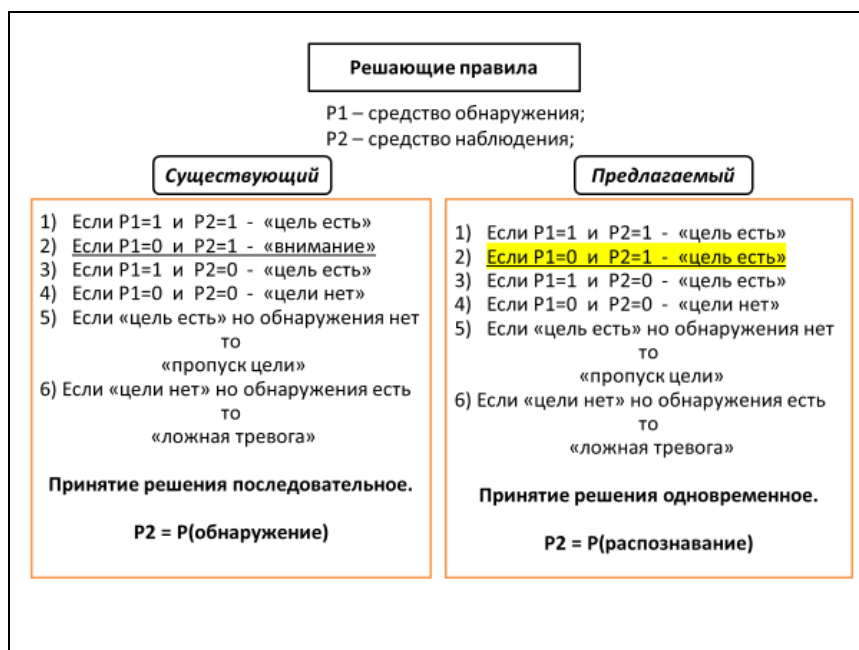 Решающие правила
Р1 – средство обнаружения;
Р2 – средство наблюдения;
Существующий
1) Если Р1=1 и Р2=1 - «цель есть»
2) Если Р1=0 и Р2=1 - «внимание»
3) Если Р1=1 и Р2=0 - «цель есть»
4) Если Р1=0 и Р2=0 - «цели нет»
5) Если «цель есть» но обнаружения нет
то
«пропуск цели»
6) Если «цели нет» но обнаружения есть
то
«ложная тревога»
Принятие решения последовательное.
Р2 = Р(обнаружение)
Предлагаемый
1) Если Р1=1 и Р2=1 - «цель есть»
2) Если Р1=0 и Р2=1 - «цель есть»
3) Если Р1=1 и Р2=0 - «цель есть»
4) Если Р1=0 и Р2=0 - «цели нет»
5) Если «цель есть» но обнаружения нет
то
«пропуск цели»
6) Если «цели нет» но обнаружения есть
то
«ложная тревога»
Принятие решения одновременное.
Р2 = Р(распознавание)